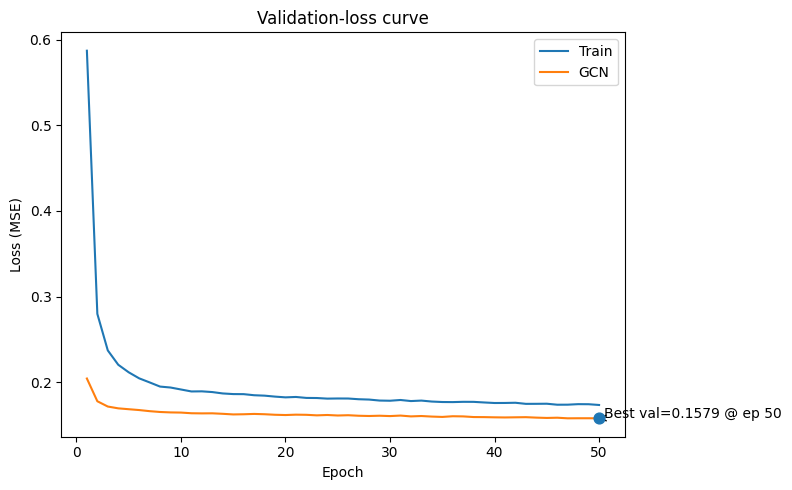 Validation-loss curve
Train
GCN
Loss (MSE)
0.6
0.5
0.4
0.3
0.2
Best val=0.1579 @ ep 50
0
10
20
30
40
50
Epoch